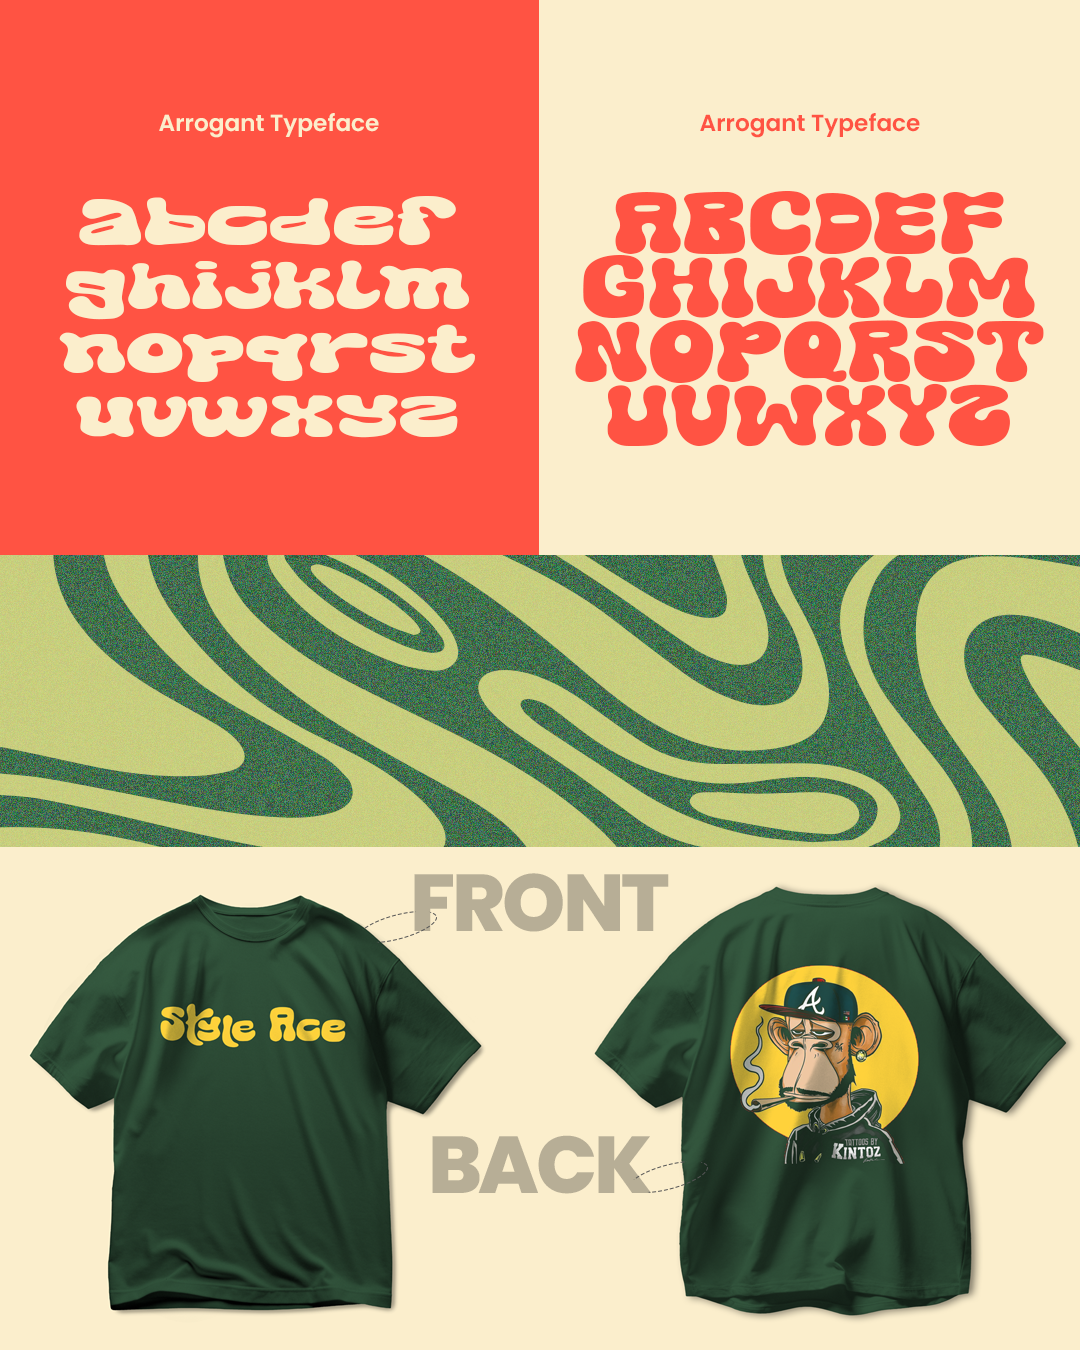 Arrogant Typeface
abcdef
ghijklm
nopqrst
uvwxyz
Arrogant Typeface
ABCDEF
GHIJKLM
NOPQRST
UVWXYZ
FRONT
Style Ace
A
TATTOOS BY
KINTOZ
BACK